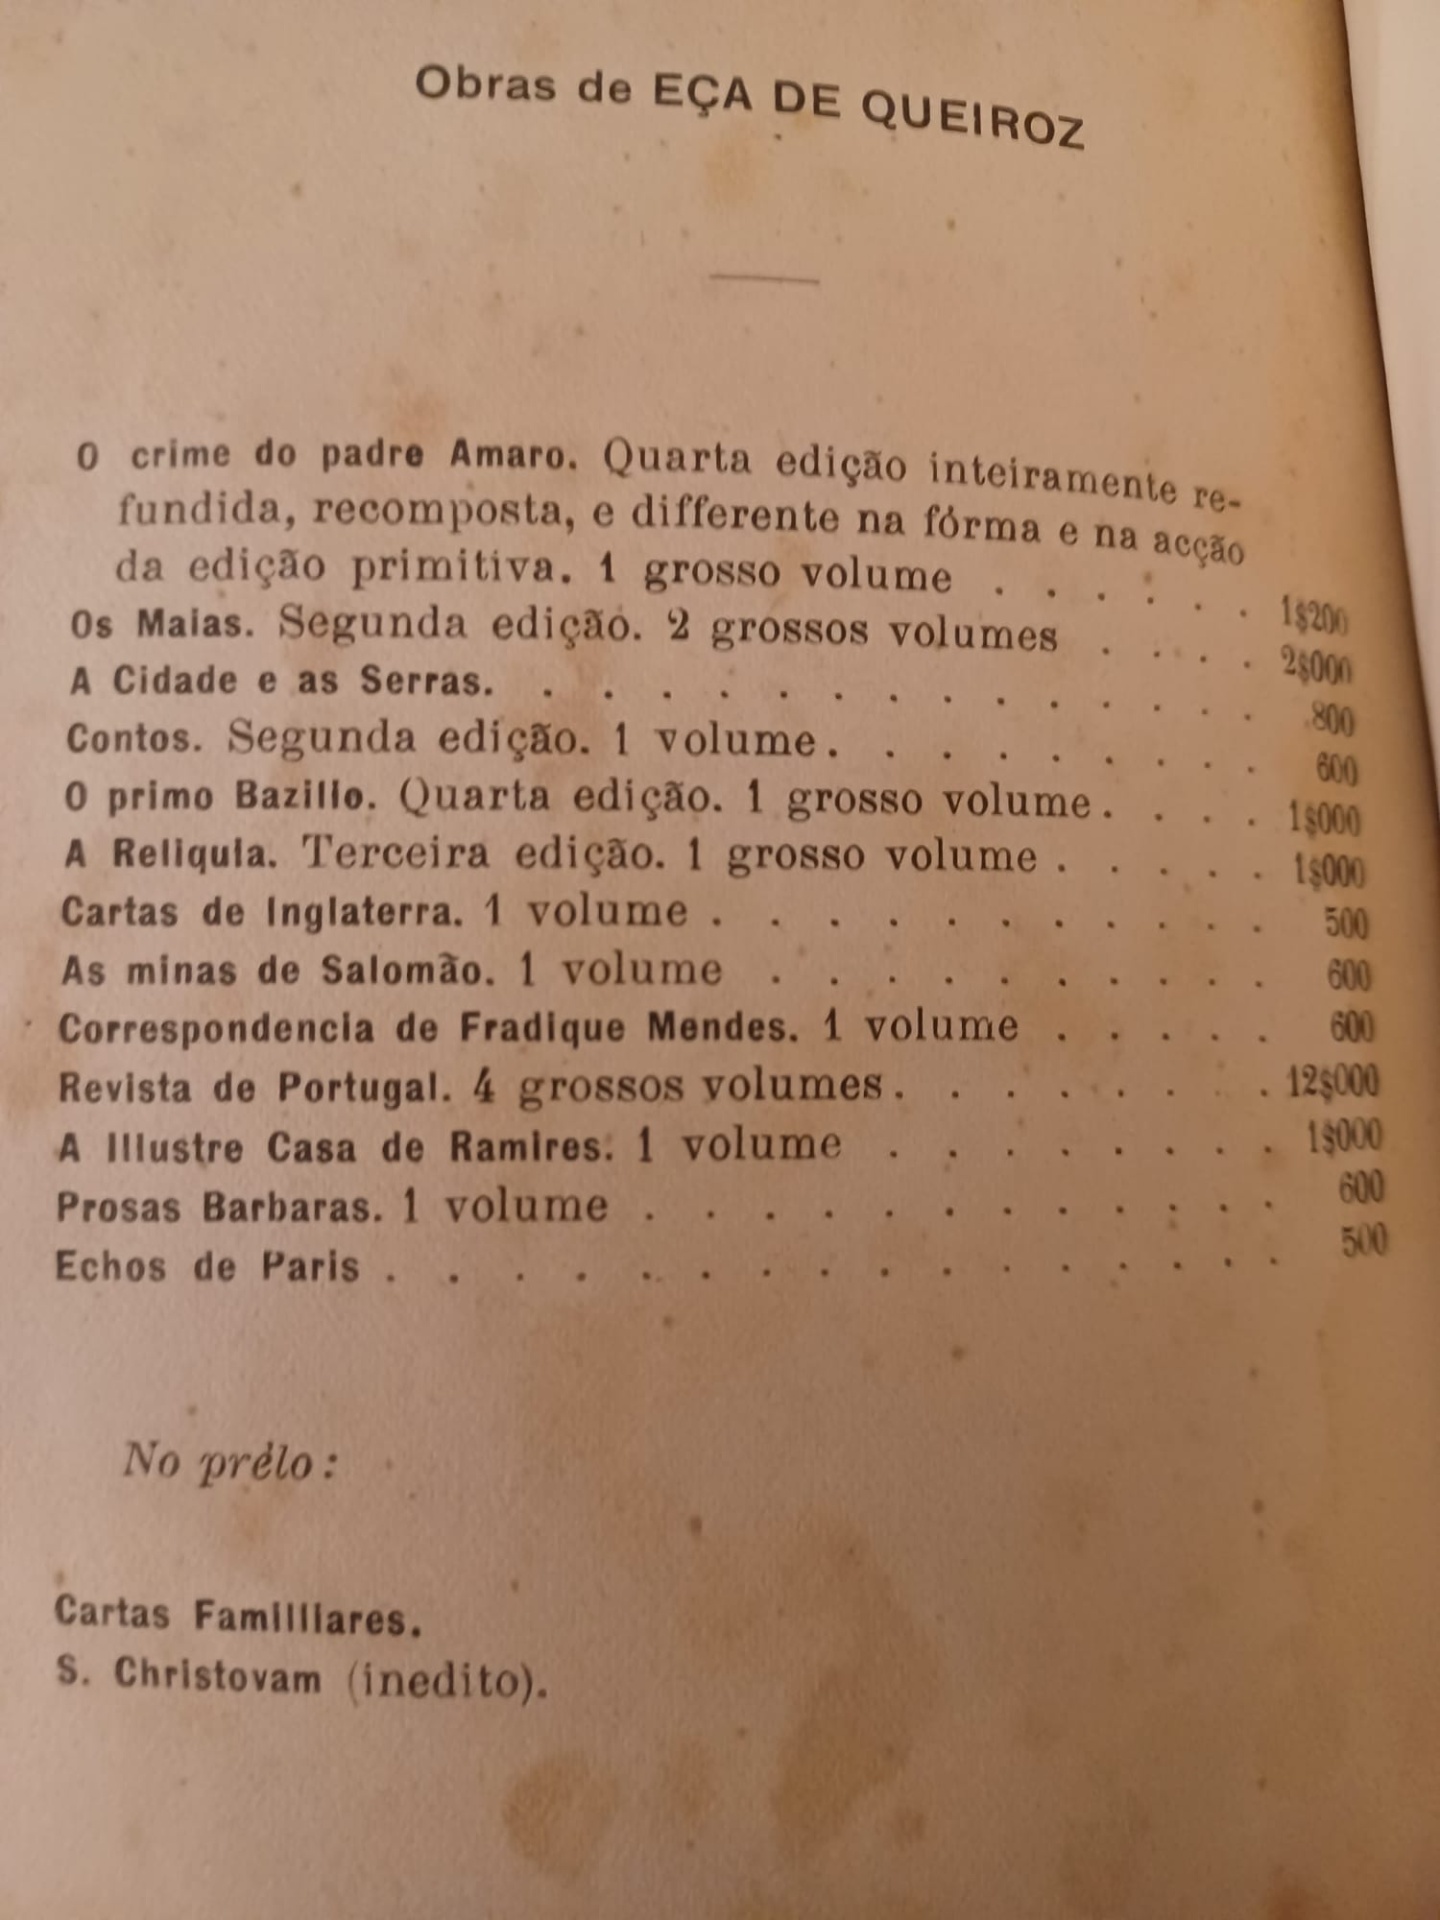 Obras de EÇA DE QUEIROZ
O crime do padre Amaro. Quarta edição inteiramente re-
fundida, recomposta, e differente na fórma e na acção
da edição primitiva. 1 grosso volume . . . . . . 1$200
Os Maias. Segunda edição. 2 grossos volumes . . . . 2$000
A Cidade e as Serras. . . . . . . . . . . . . . 800
Contos. Segunda edição. 1 volume. . . . . . . . . 600
O primo Bazilio. Quarta edição. 1 grosso volume. . . . 1$000
A Reliquia. Terceira edição. 1 grosso volume . . . . . 1$000
Cartas de Inglaterra. 1 volume . . . . . . . . . . 500
As minas de Salomão. 1 volume . . . . . . . . . 600
Correspondencia de Fradique Mendes. 1 volume . . . . . 600
Revista de Portugal. 4 grossos volumes. . . . . . . . 12$000
A Illustre Casa de Ramires. 1 volume . . . . . . . . 1$000
Prosas Barbaras. 1 volume . . . . . . . . . . . . 600
Echos de Paris . . . . . . . . . . . . . . . . 500
No prélo:
Cartas Familliares.
S. Christovam (inedito).